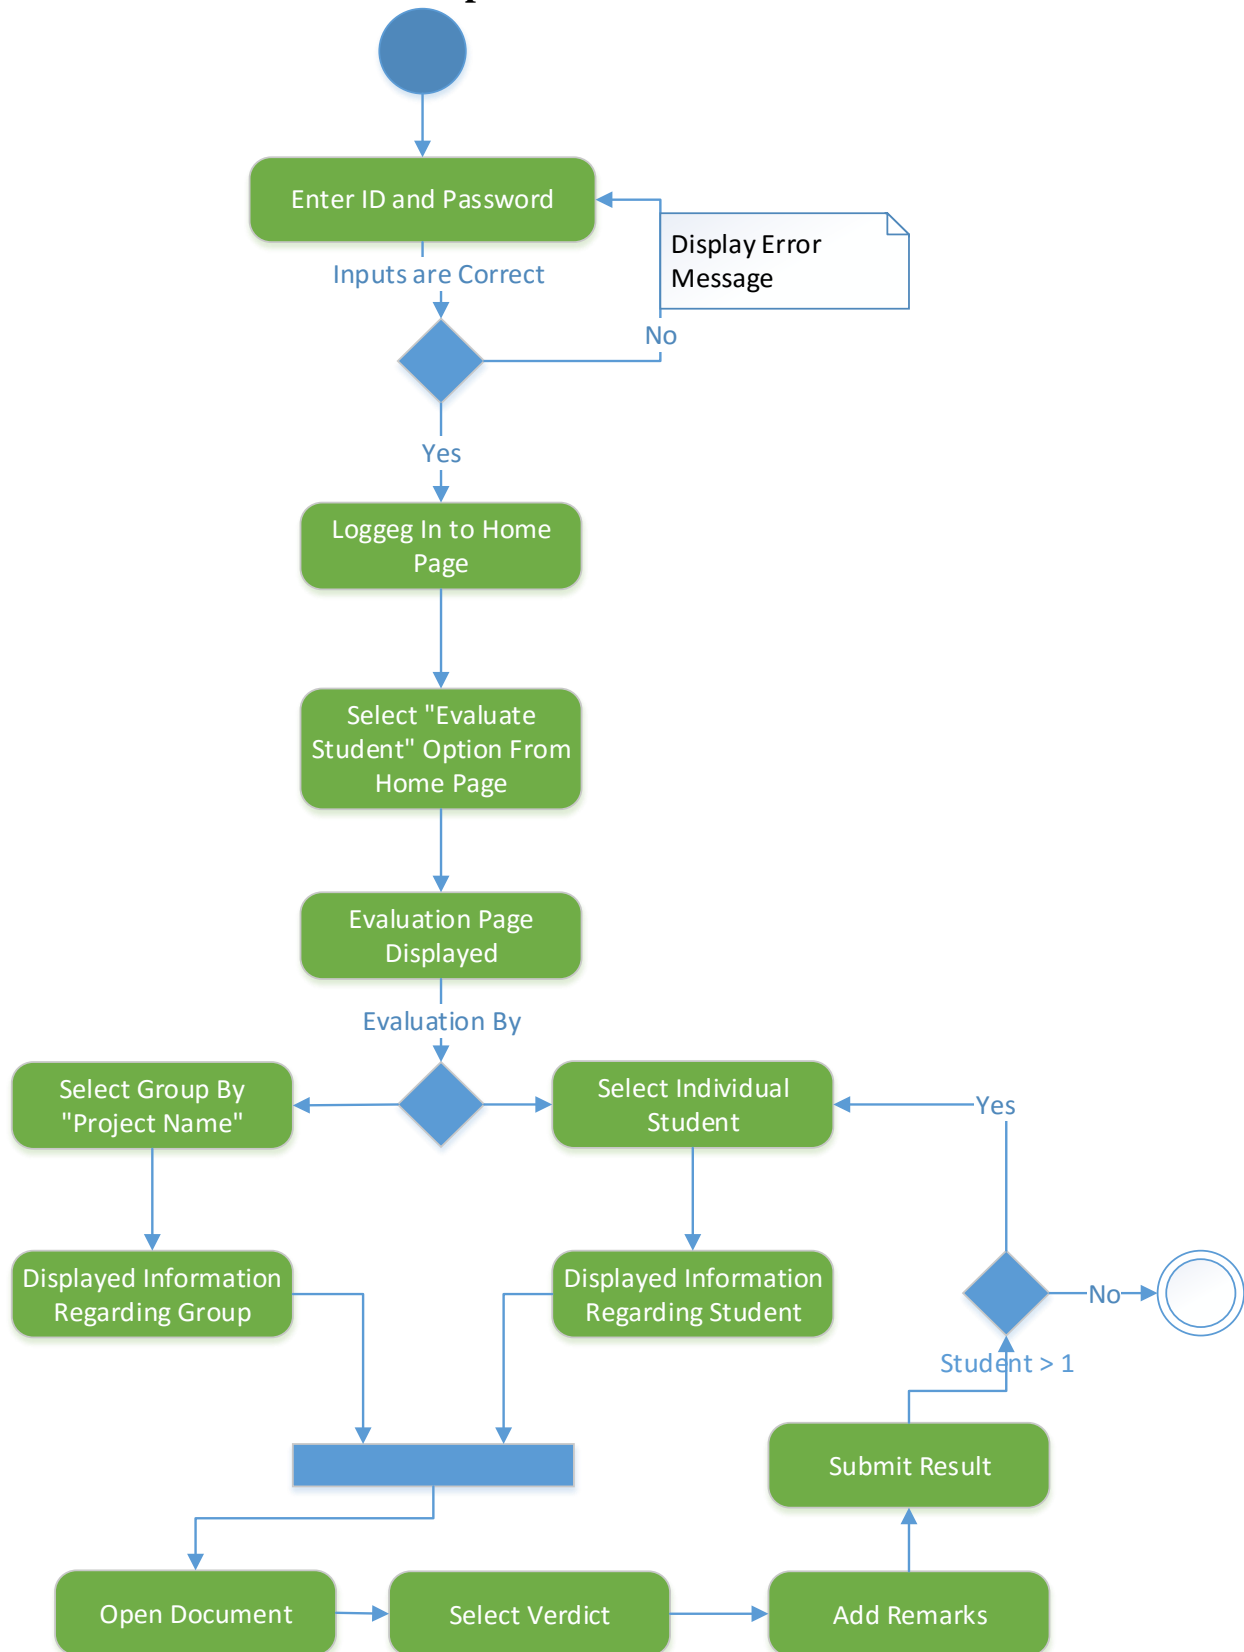 Enter ID and Password
Display Error
Message
Inputs are Correct
No
Yes
Loggeg In to Home
Page
Select "Evaluate
Student" Option From
Home Page
Evaluation Page
Displayed
Evaluation By
Select Group By
"Project Name"
Select Individual
Student
Yes
Displayed Information
Regarding Group
Displayed Information
Regarding Student
No
Student > 1
Submit Result
Open Document
Select Verdict
Add Remarks